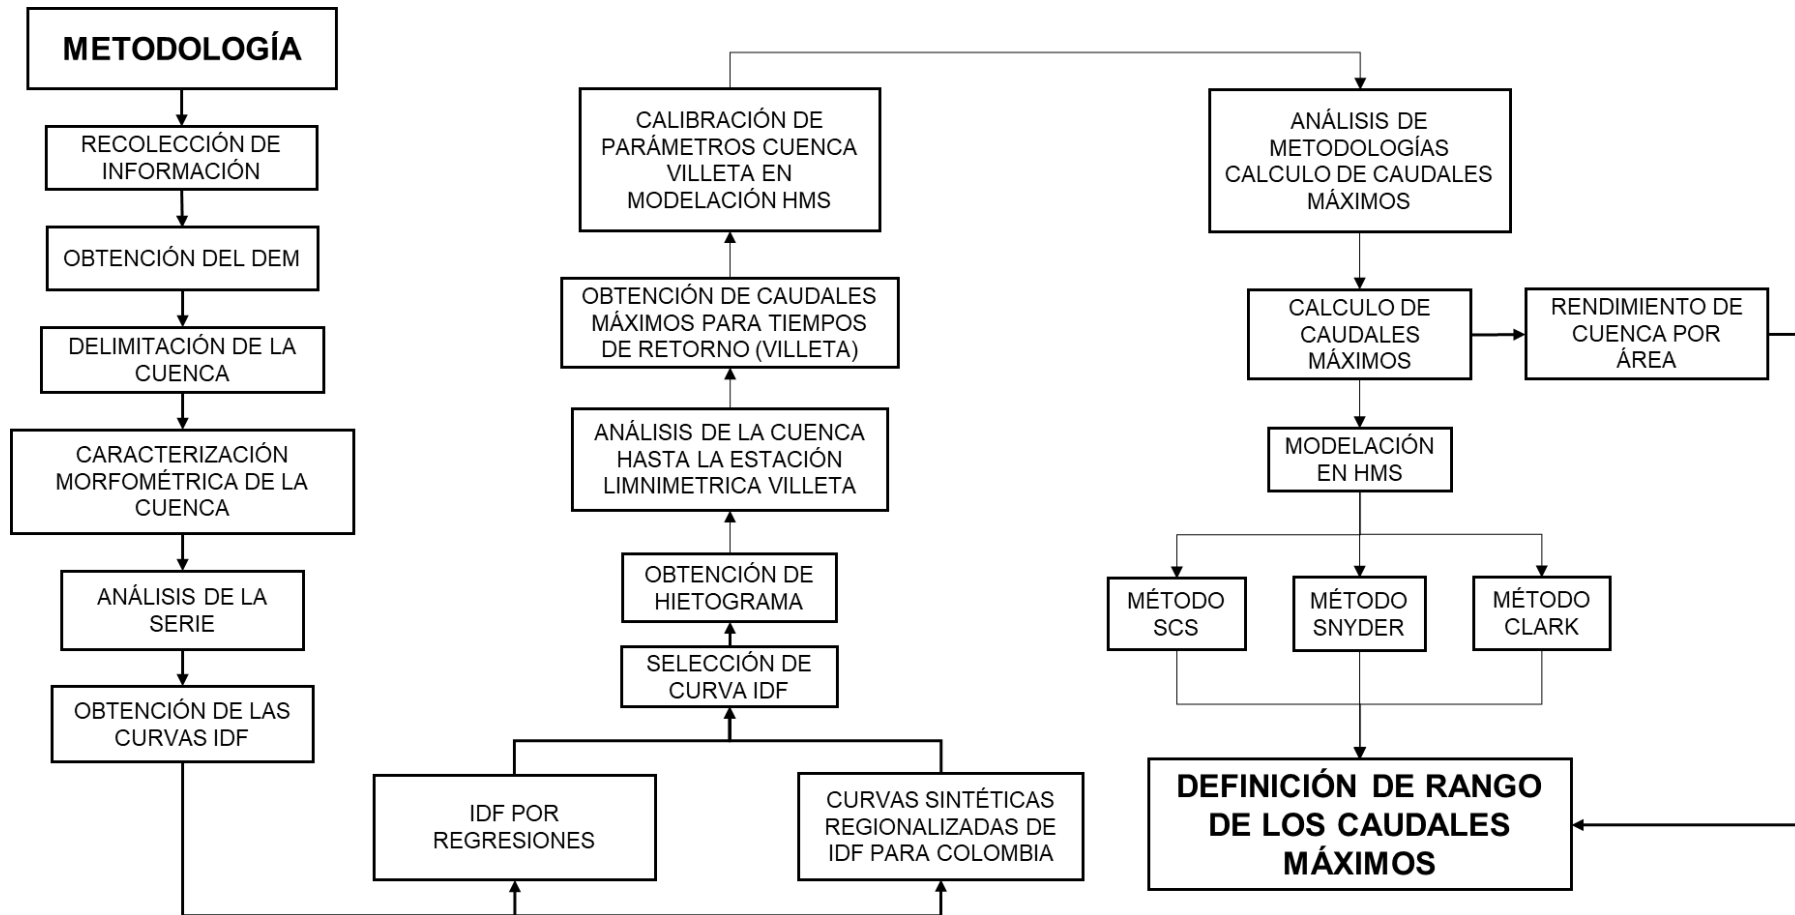 METODOLOGÍA
RECOLECCIÓN DE
INFORMACIÓN
OBTENCIÓN DEL DEM
DELIMITACIÓN DE LA
CUENCA
CARACTERIZACIÓN
MORFOMÉTRICA DE LA
CUENCA
ANÁLISIS DE LA
SERIE
OBTENCIÓN DE LAS
CURVAS IDF
IDF POR
REGRESIONES
CURVAS SINTÉTICAS
REGIONALIZADAS DE
IDF PARA COLOMBIA
SELECCIÓN DE
CURVA IDF
OBTENCIÓN DE
HIETOGRAMA
ANÁLISIS DE LA CUENCA
HASTA LA ESTACIÓN
LIMNIMETRICA VILLETA
OBTENCIÓN DE CAUDALES
MÁXIMOS PARA TIEMPOS
DE RETORNO (VILLETA)
CALIBRACIÓN DE
PARÁMETROS CUENCA
VILLETA EN
MODELACIÓN HMS
ANÁLISIS DE
METODOLOGÍAS
CALCULO DE CAUDALES
MÁXIMOS
CALCULO DE
CAUDALES
MÁXIMOS
RENDIMIENTO DE
CUENCA POR
ÁREA
MODELACIÓN
EN HMS
MÉTODO
SCS
MÉTODO
SNYDER
MÉTODO
CLARK
DEFINICIÓN DE RANGO
DE LOS CAUDALES
MÁXIMOS